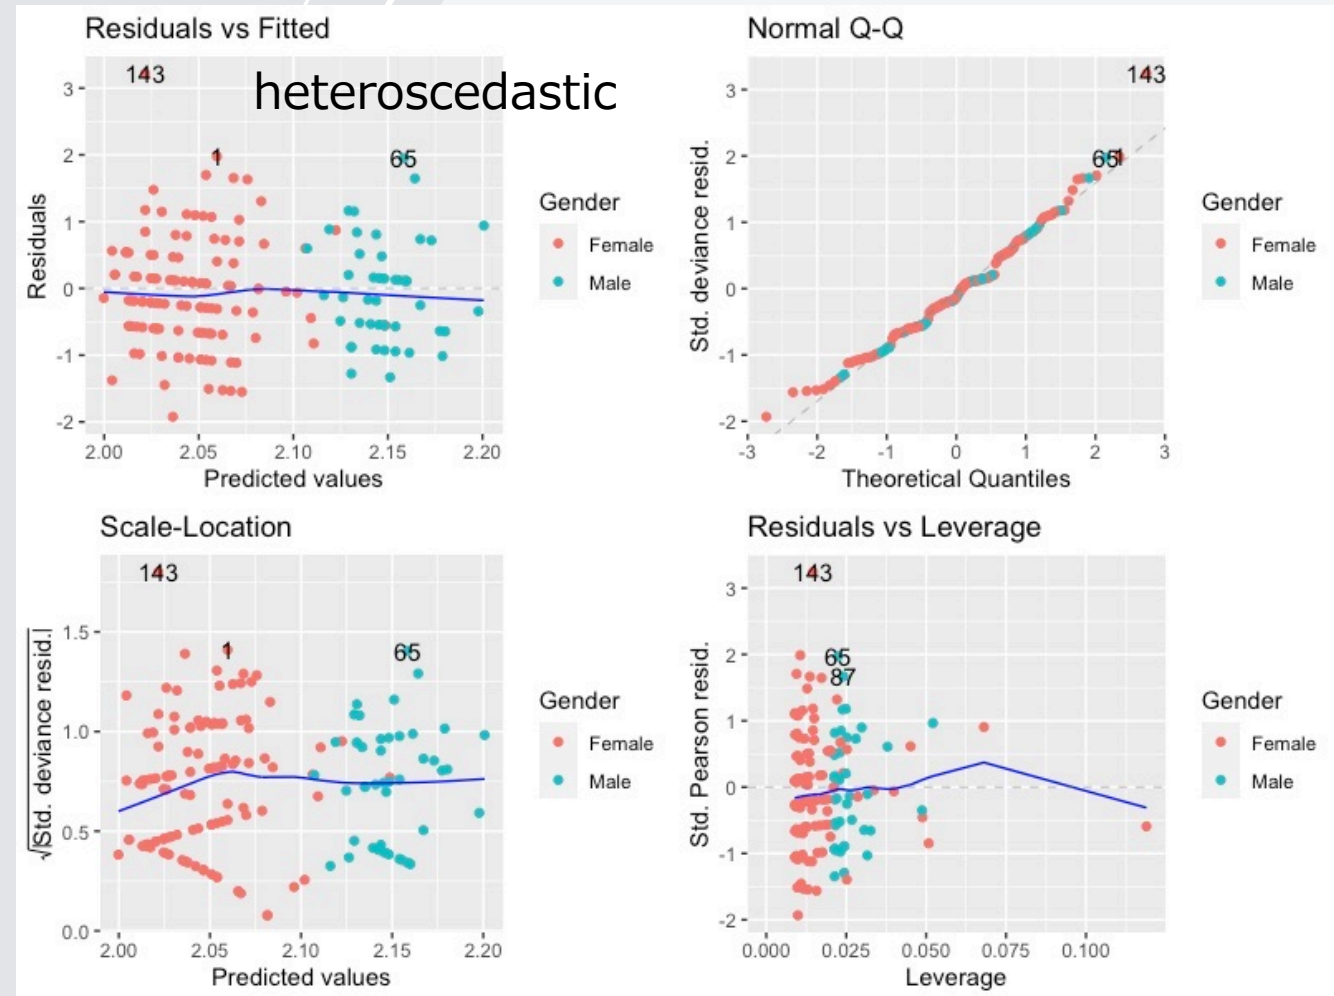 Residuals vs Fitted
heteroscedastic
143
1
65
3
2
1
0
-1
-2
Residuals
2.00 2.05 2.10 2.15 2.20
Predicted values
Gender
Female
Male
Normal Q-Q
143
651
3
2
1
0
-1
-2
Std. deviance resid.
-3 -2 -1 0 1 2 3
Theoretical Quantiles
Gender
Female
Male
Scale-Location
143
1
65
1.5
1.0
0.5
0.0
√|Std. deviance resid.|
2.00 2.05 2.10 2.15 2.20
Predicted values
Gender
Female
Male
Residuals vs Leverage
143
65
87
3
2
1
0
-1
-2
Std. Pearson resid.
0.000 0.025 0.050 0.075 0.100
Leverage
Gender
Female
Male